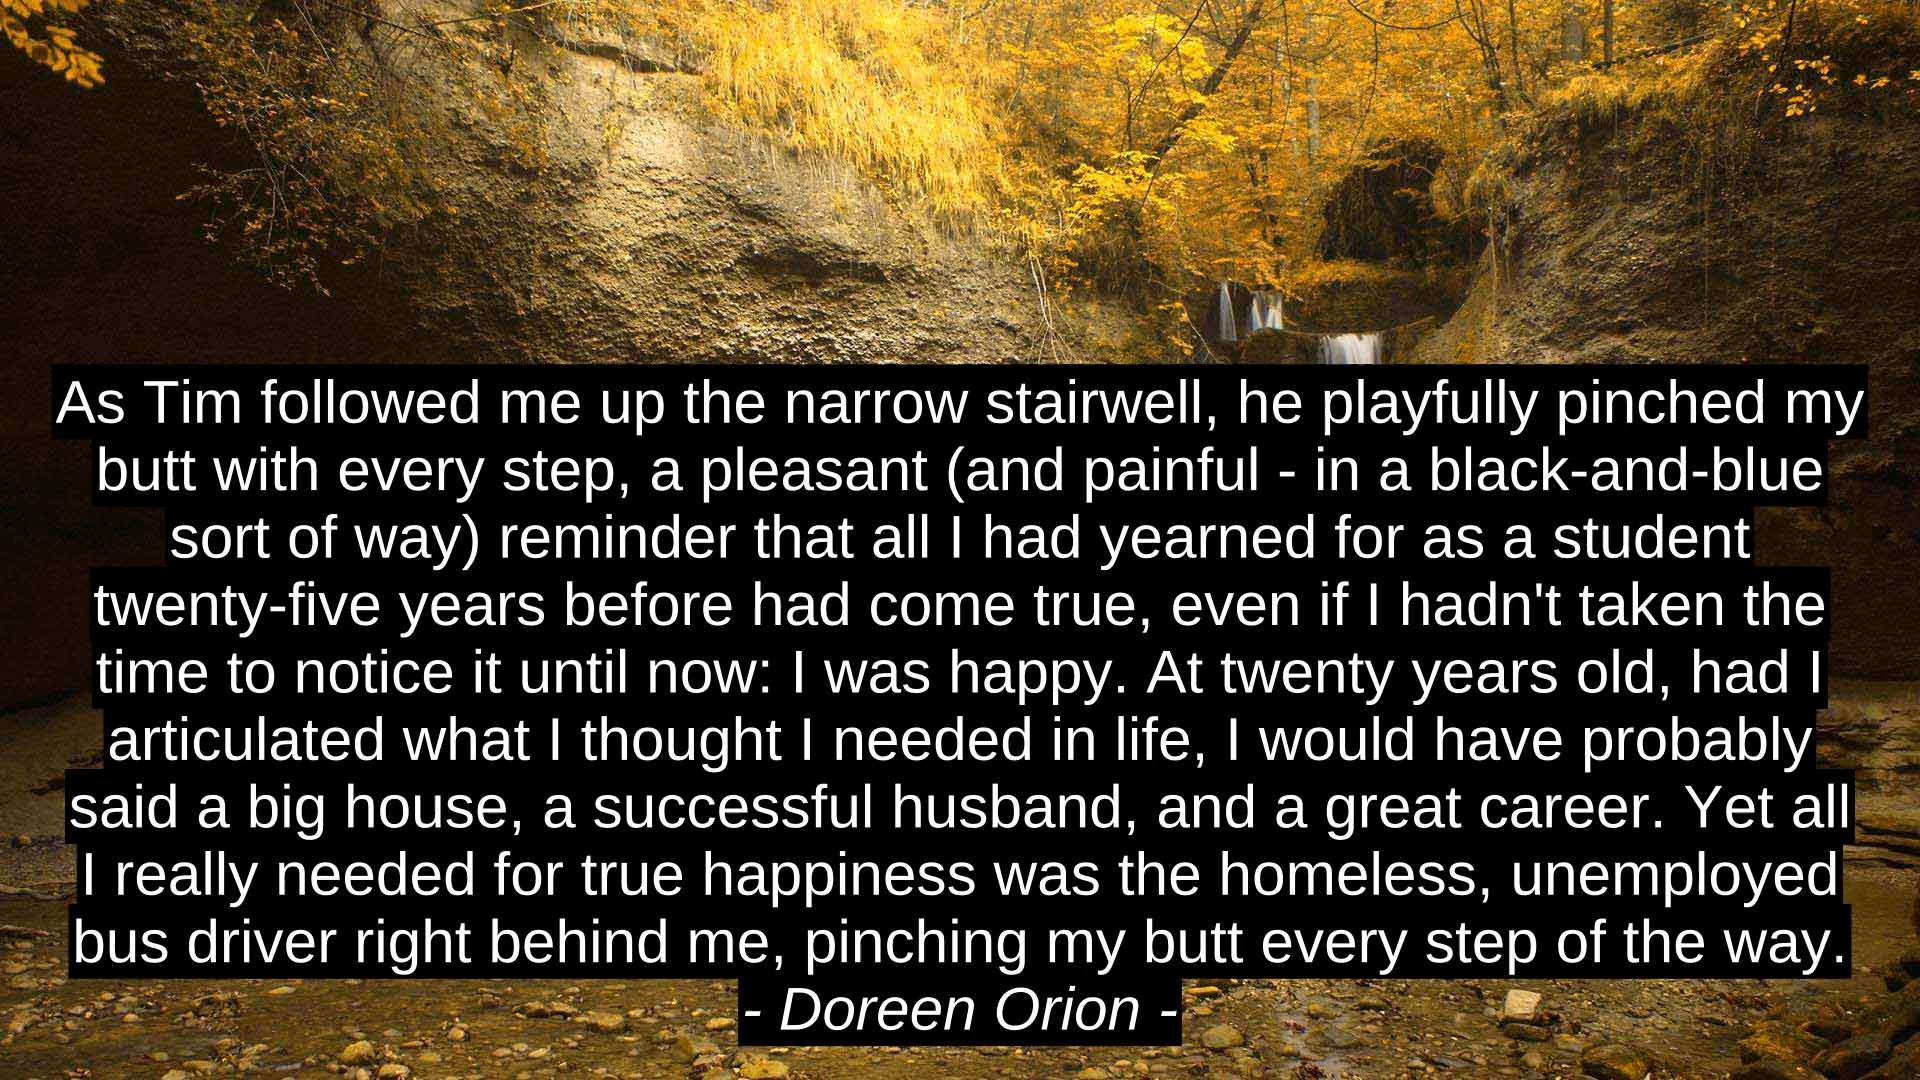 As Tim followed me up the narrow stairwell, he playfully pinched my
butt with every step, a pleasant (and painful - in a black-and-blue
sort of way) reminder that all I had yearned for as a student
twenty-five years before had come true, even if I hadn't taken the
time to notice it until now: I was happy. At twenty years old, had I
articulated what I thought I needed in life, I would have probably
said a big house, a successful husband, and a great career. Yet all
I really needed for true happiness was the homeless, unemployed
bus driver right behind me, pinching my butt every step of the way.
- Doreen Orion -